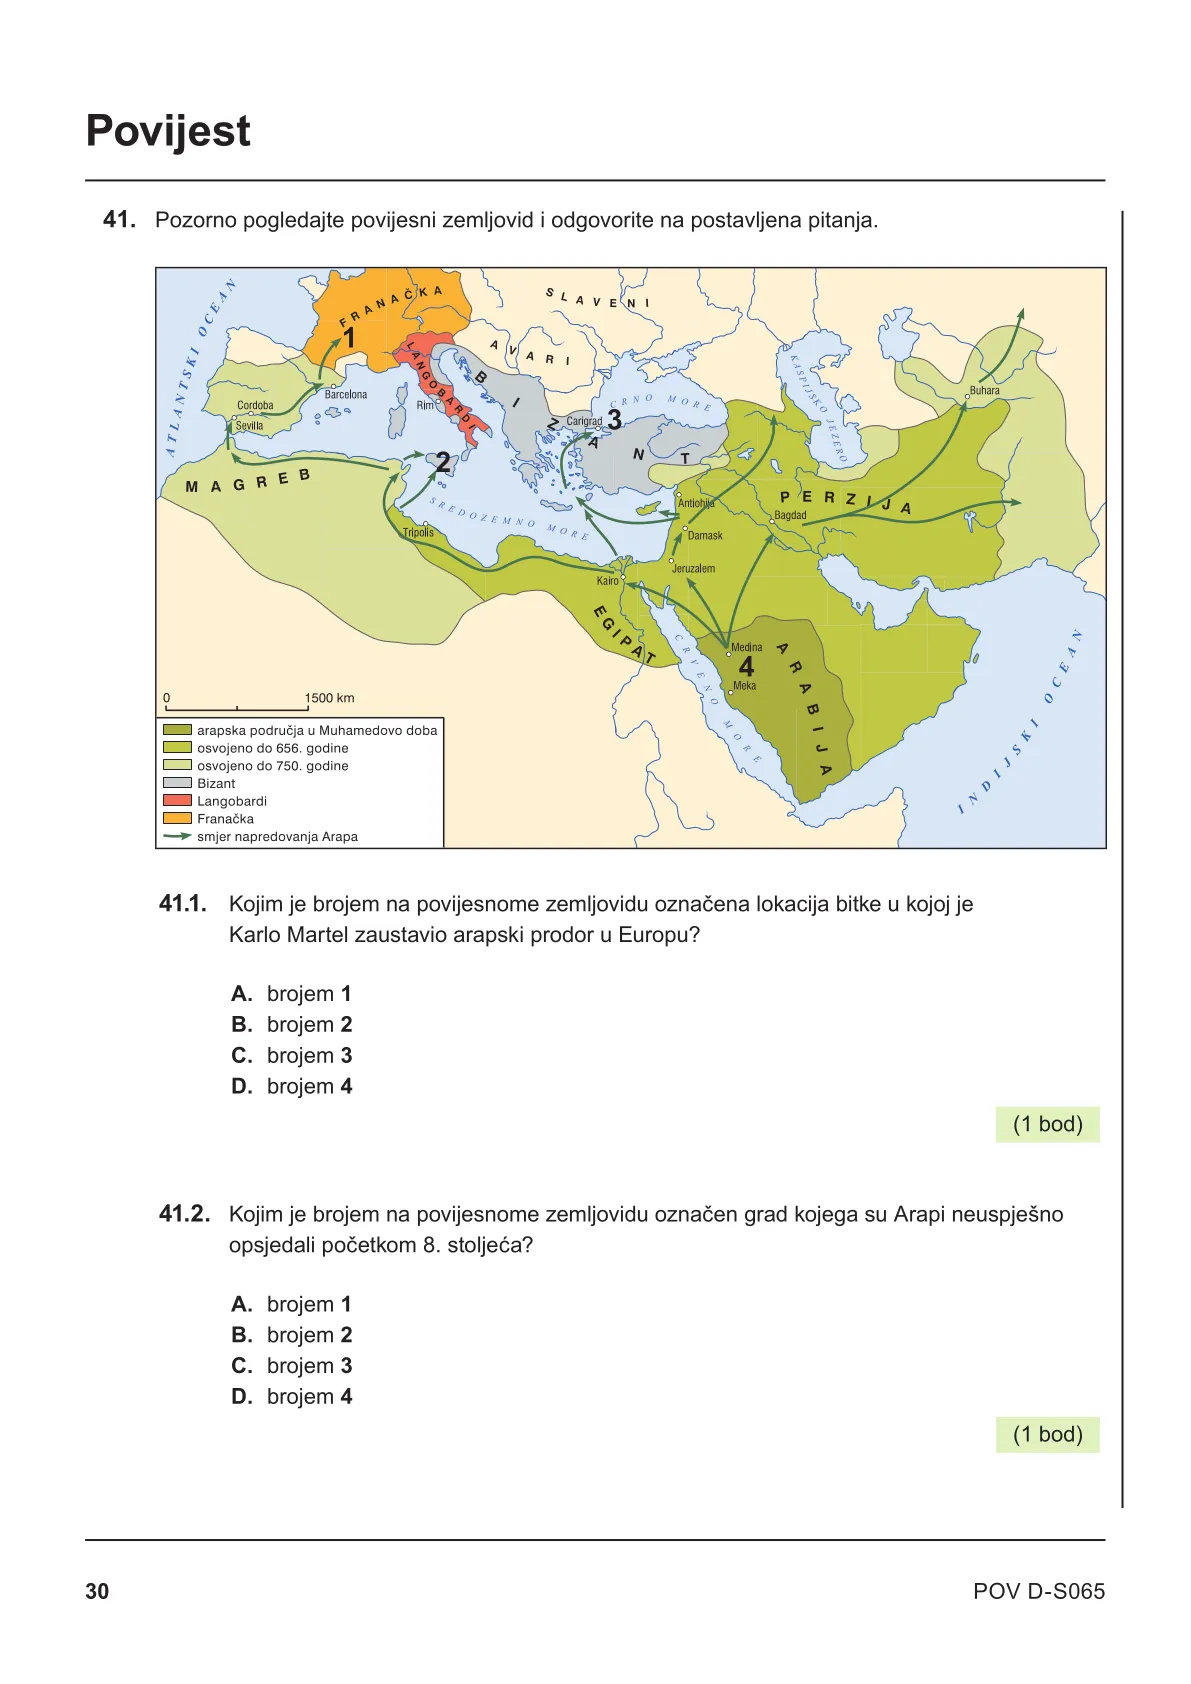 Povijest
41. Pozorno pogledajte povijesni zemljovid i odgovorite na postavljena pitanja.
ATLANTSKI OCEAN
FRANAČKA
1
SLAVENI
AVARI
LANGOBARDI
BIZANT
Barcelona
Cordoba
Sevilla
Rim
Carigrad
3
CRNO MORE
KASPIJSKO JEZERO
Buhara
MAGREB
2
SREDOZEMNO MORE
Tripolis
Antiohija
Damask
Jeruzalem
Kairo
PERZIJA
Bagdad
EGIPAT
CRVENO MORE
Medina
4
Meka
ARABIJA
INDIJSKI OCEAN
0 1500 km
arapska područja u Muhamedovo doba
osvojeno do 656. godine
osvojeno do 750. godine
Bizant
Langobardi
Franačka
smjer napredovanja Arapa
41.1. Kojim je brojem na povijesnome zemljovidu označena lokacija bitke u kojoj je
Karlo Martel zaustavio arapski prodor u Europu?
A. brojem 1
B. brojem 2
C. brojem 3
D. brojem 4
(1 bod)
41.2. Kojim je brojem na povijesnome zemljovidu označen grad kojega su Arapi neuspješno
opsjedali početkom 8. stoljeća?
A. brojem 1
B. brojem 2
C. brojem 3
D. brojem 4
(1 bod)
30
POV D-S065